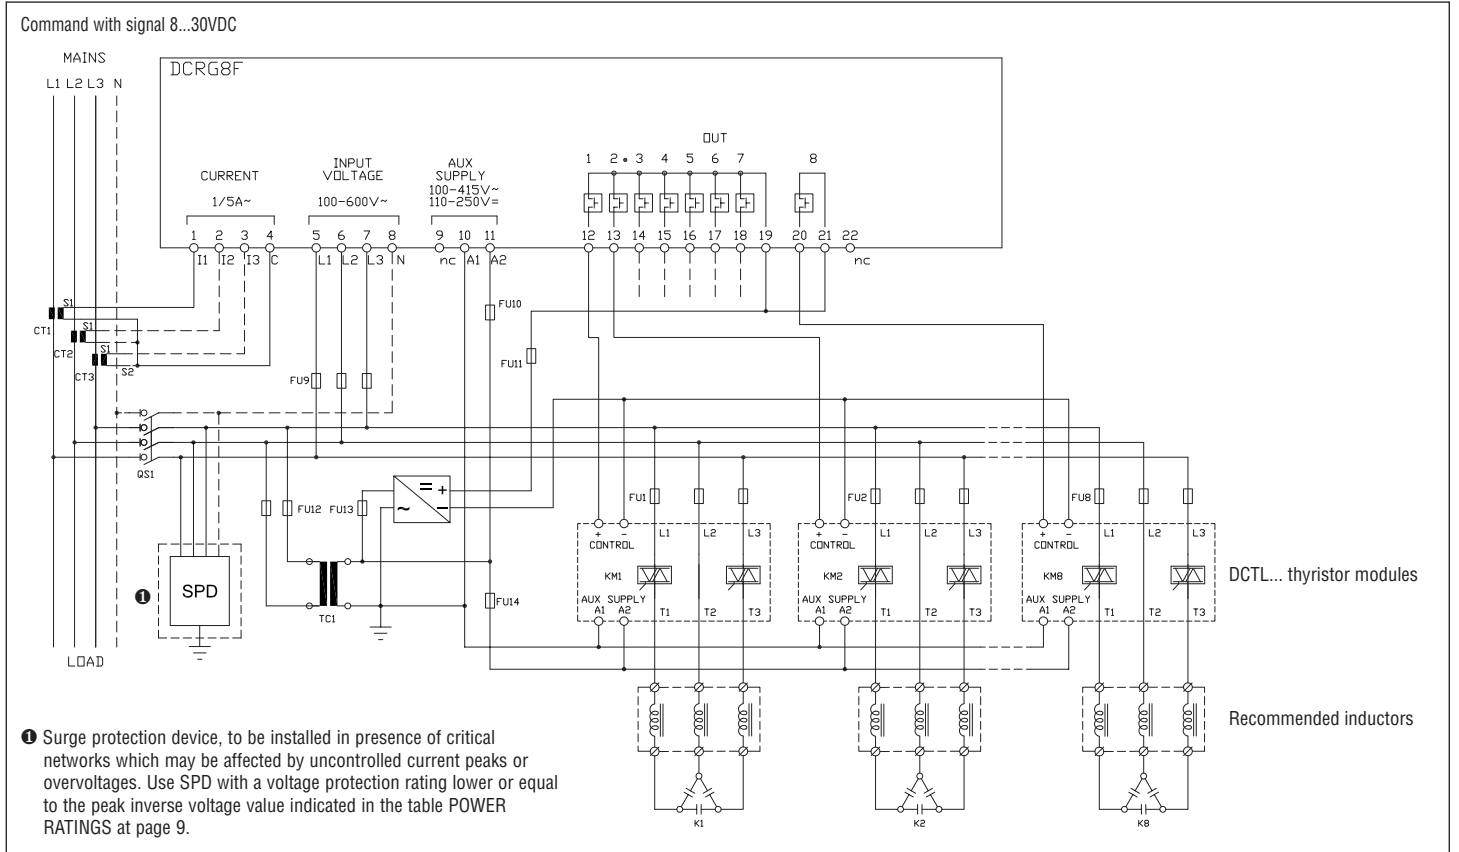 Command with signal 8...30VDC
MAINS
L1 L2 L3 N
DCRG8F
CURRENT
1/5A~
INPUT
VOLTAGE
100-600V~
AUX
SUPPLY
100-415V~
110-250V=
OUT
1 2 3 4 5 6 7 8
1 2 3 4 5 6 7 8 9 10 11 12 13 14 15 16 17 18 19 20 21 22
I1 I2 I3 C L1 L2 L3 N nc A1 A2 nc
S1
CT1
S1
CT2
S1
CT3 S2
FU10
FU11
FU9
QS1
= +
~ −
FU12 FU13
FU1 FU2 FU8
+ − L1 L2 L3
CONTROL
KM1
AUX SUPPLY
A1 A2 T1 T2 T3
+ − L1 L2 L3
CONTROL
KM2
AUX SUPPLY
A1 A2 T1 T2 T3
+ − L1 L2 L3
CONTROL
KM8
AUX SUPPLY
A1 A2 T1 T2 T3
DCTL... thyristor modules
❶ SPD
TC1
FU14
LOAD
Recommended inductors
K1 K2 K8
❶ Surge protection device, to be installed in presence of critical
networks which may be affected by uncontrolled current peaks or
overvoltages. Use SPD with a voltage protection rating lower or equal
to the peak inverse voltage value indicated in the table POWER
RATINGS at page 9.